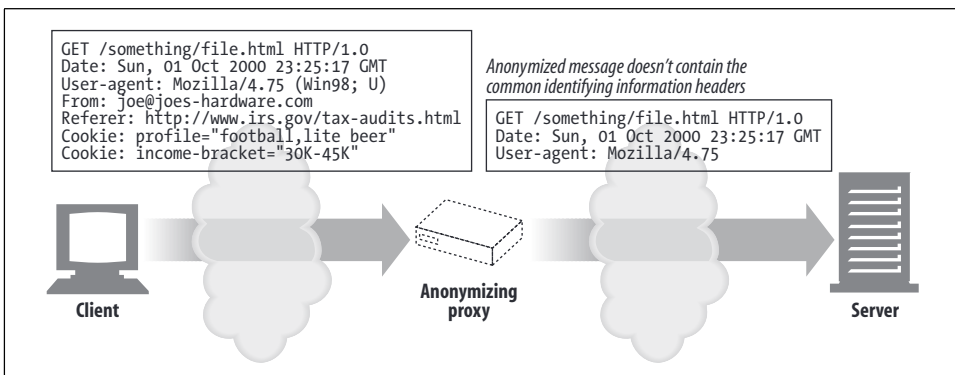 GET /something/file.html HTTP/1.0
Date: Sun, 01 Oct 2000 23:25:17 GMT
User-agent: Mozilla/4.75 (Win98; U)
From: joe@joes-hardware.com
Referer: http://www.irs.gov/tax-audits.html
Cookie: profile="football,lite beer"
Cookie: income-bracket="30K-45K"
Anonymized message doesn't contain the
common identifying information headers
GET /something/file.html HTTP/1.0
Date: Sun, 01 Oct 2000 23:25:17 GMT
User-agent: Mozilla/4.75
Client
Anonymizing
proxy
Server